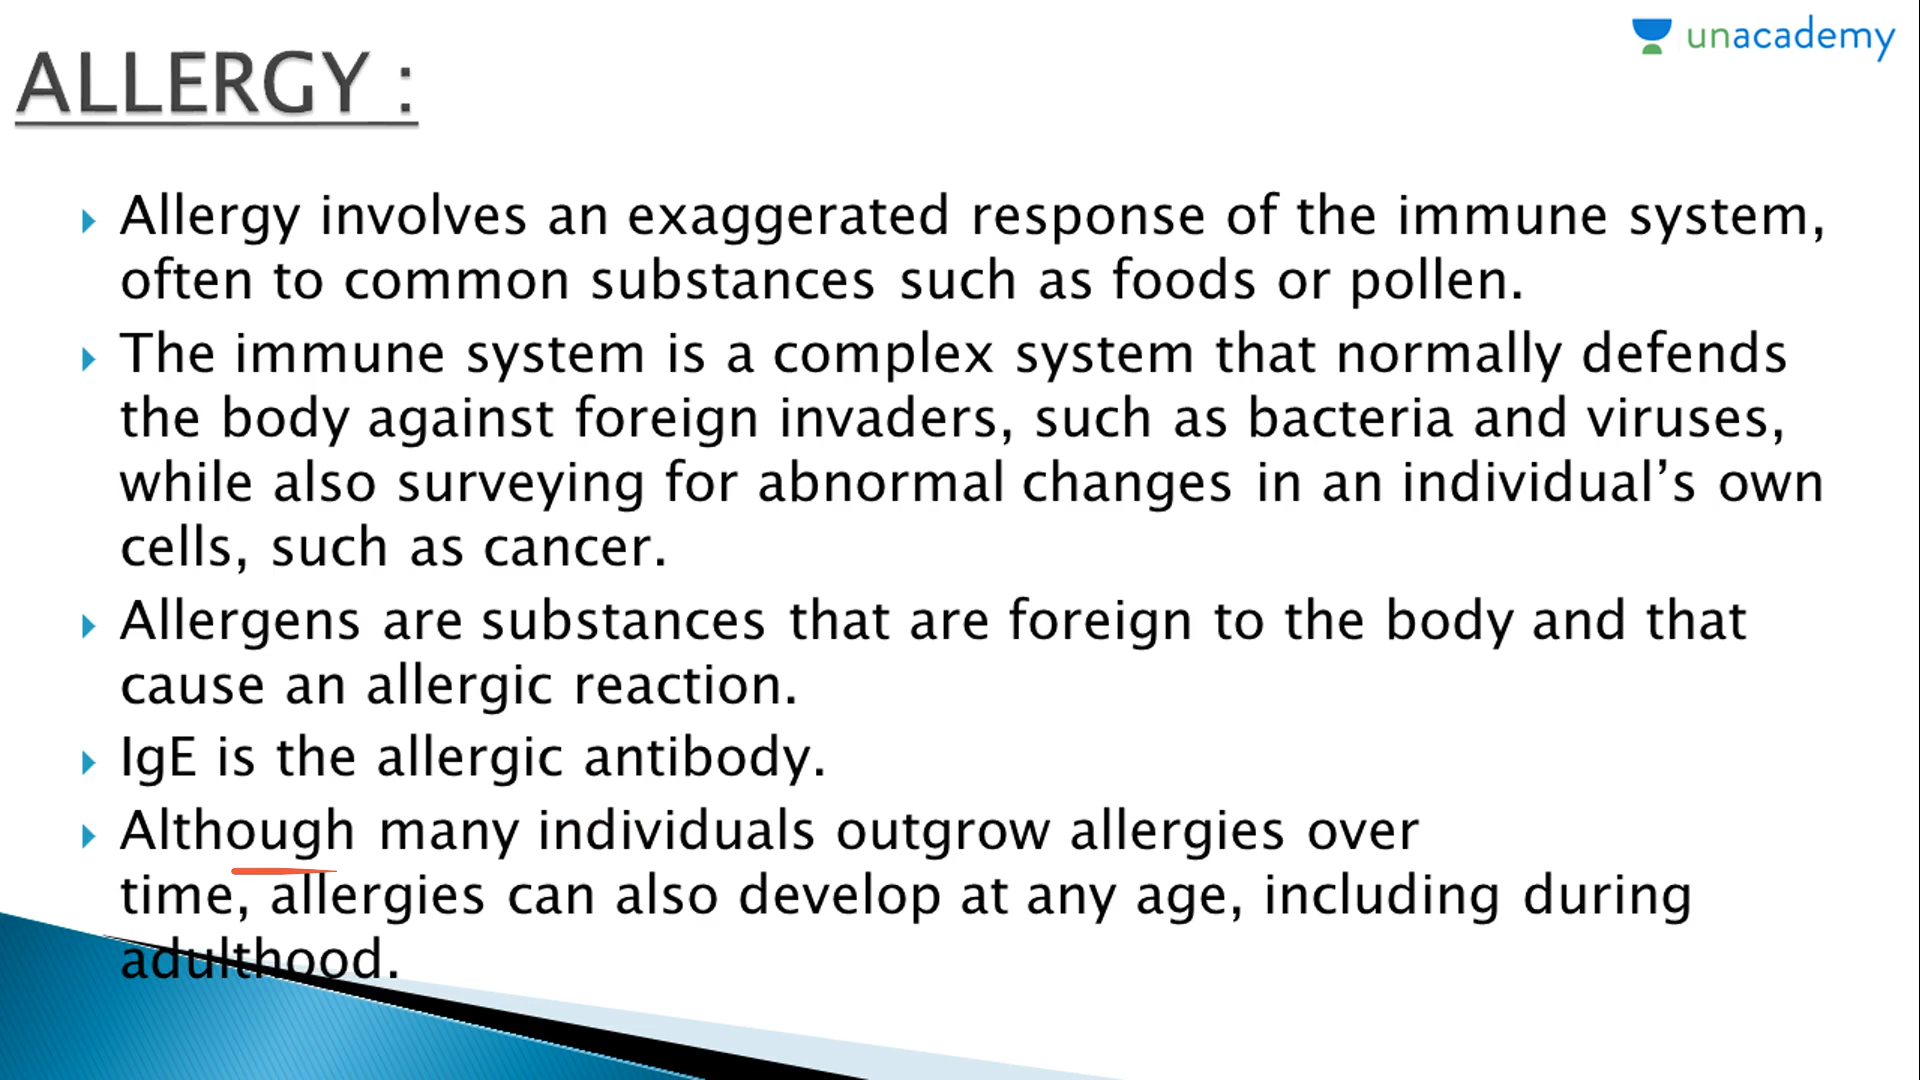 unacademy
ALLERGY :
Allergy involves an exaggerated response of the immune system,
often to common substances such as foods or pollen.
The immune system is a complex system that normally defends
the body against foreign invaders, such as bacteria and viruses,
while also surveying for abnormal changes in an individual’s own
cells, such as cancer.
Allergens are substances that are foreign to the body and that
cause an allergic reaction.
IgE is the allergic antibody.
Although many individuals outgrow allergies over
time, allergies can also develop at any age, including during
adulthood.